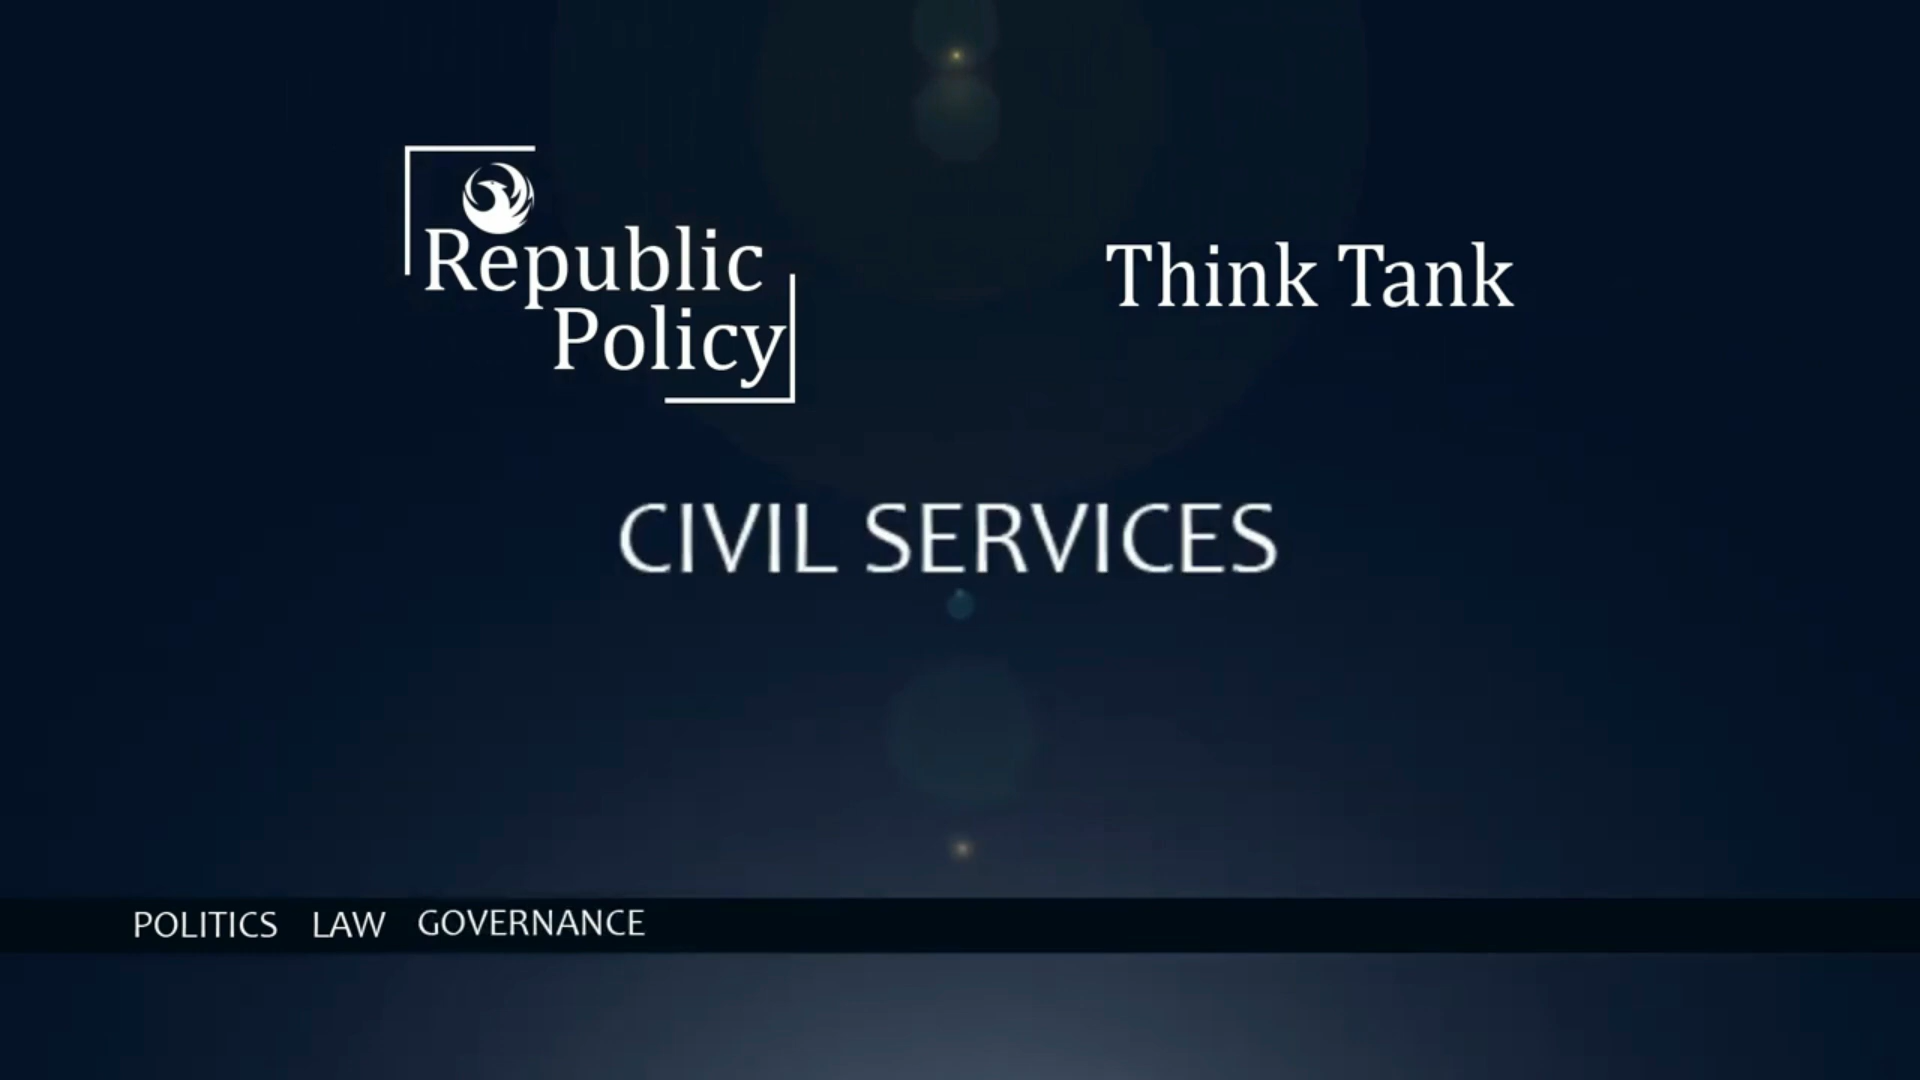 Republic
Policy
Think Tank
CIVIL SERVICES
POLITICS LAW GOVERNANCE